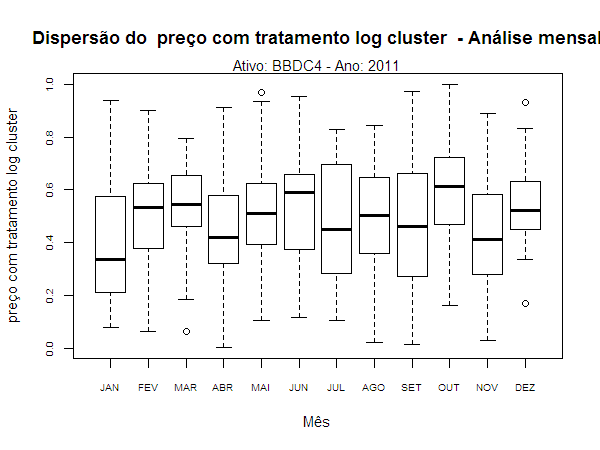 Dispersão do  preço com tratamento log cluster  - Análise mensal
Ativo: BBDC4 - Ano: 2011
preço com tratamento log cluster
1.0
0.8
0.6
0.4
0.2
0.0
JAN FEV MAR ABR MAI JUN JUL AGO SET OUT NOV DEZ
Mês